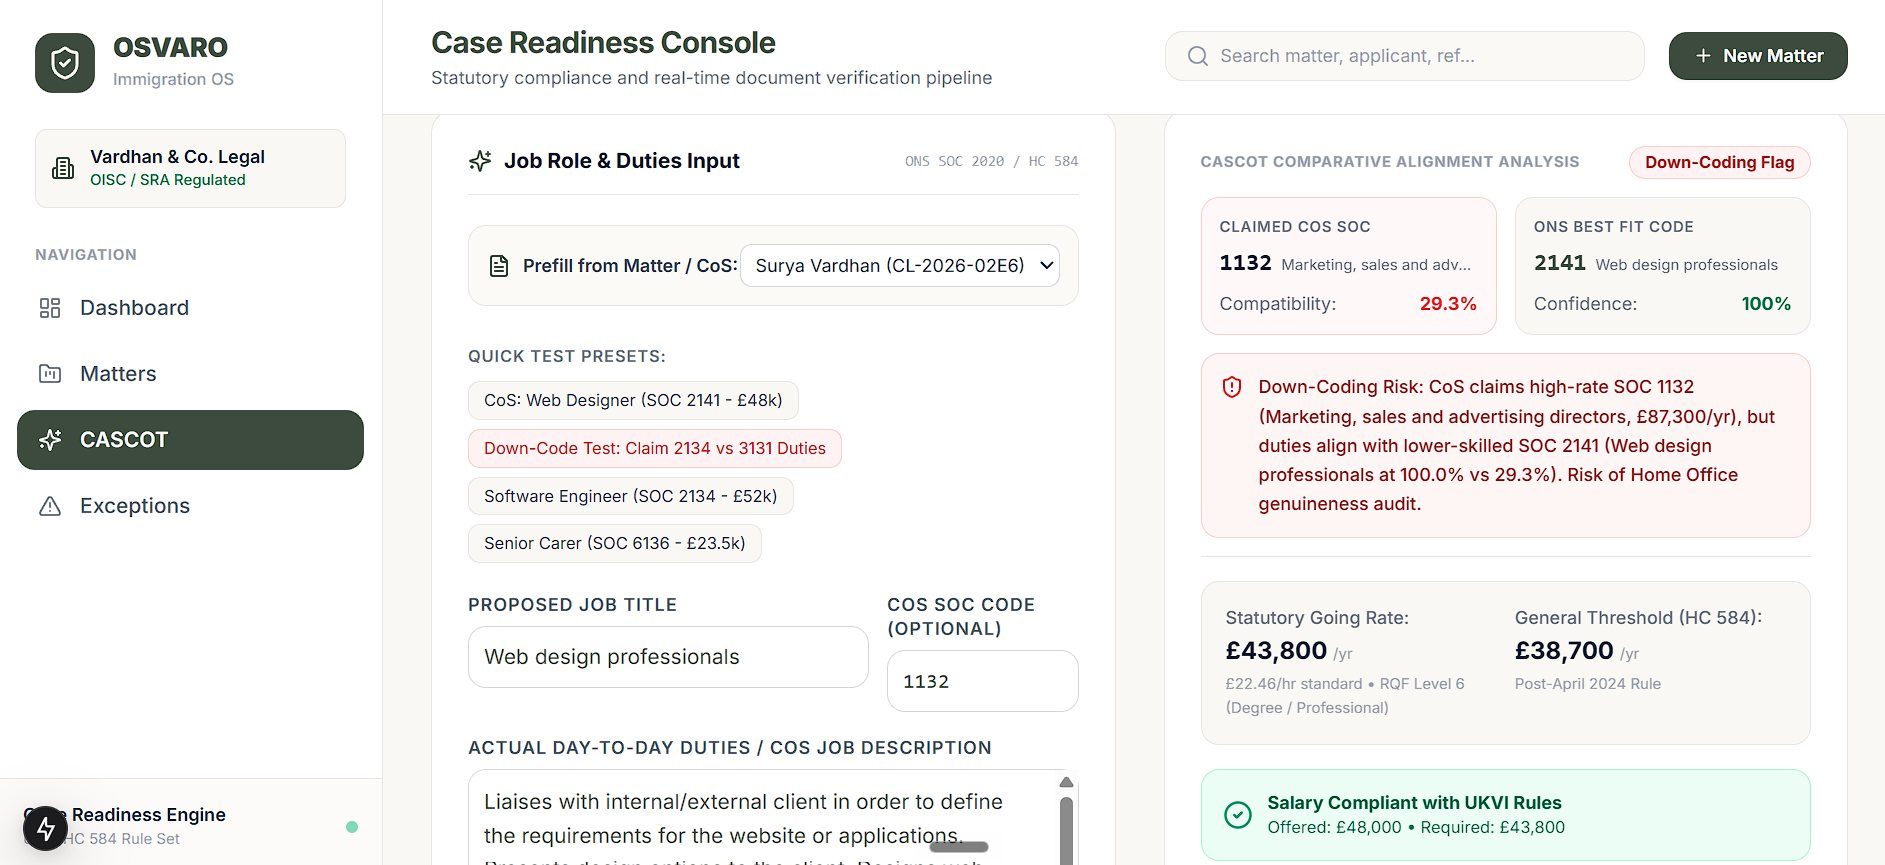 OSVARO
Immigration OS
Vardhan & Co. Legal
OISC / SRA Regulated
NAVIGATION
Dashboard
Matters
CASCOT
Exceptions
Readiness Engine
HC 584 Rule Set
Case Readiness Console
Statutory compliance and real-time document verification pipeline
Search matter, applicant, ref...
New Matter
Job Role & Duties Input
ONS SOC 2020 / HC 584
Prefill from Matter / CoS:
Surya Vardhan (CL-2026-02E6)
QUICK TEST PRESETS:
CoS: Web Designer (SOC 2141 - £48k)
Down-Code Test: Claim 2134 vs 3131 Duties
Software Engineer (SOC 2134 - £52k)
Senior Carer (SOC 6136 - £23.5k)
PROPOSED JOB TITLE
Web design professionals
COS SOC CODE
(OPTIONAL)
1132
ACTUAL DAY-TO-DAY DUTIES / COS JOB DESCRIPTION
Liaises with internal/external client in order to define
the requirements for the website or applications.
CASCOT COMPARATIVE ALIGNMENT ANALYSIS
Down-Coding Flag
CLAIMED COS SOC
1132 Marketing, sales and adv...
Compatibility: 29.3%
ONS BEST FIT CODE
2141 Web design professionals
Confidence: 100%
Down-Coding Risk: CoS claims high-rate SOC 1132
(Marketing, sales and advertising directors, £87,300/yr), but
duties align with lower-skilled SOC 2141 (Web design
professionals at 100.0% vs 29.3%). Risk of Home Office
genuineness audit.
Statutory Going Rate:
£43,800 /yr
£22.46/hr standard • RQF Level 6
(Degree / Professional)
General Threshold (HC 584):
£38,700 /yr
Post-April 2024 Rule
Salary Compliant with UKVI Rules
Offered: £48,000 • Required: £43,800